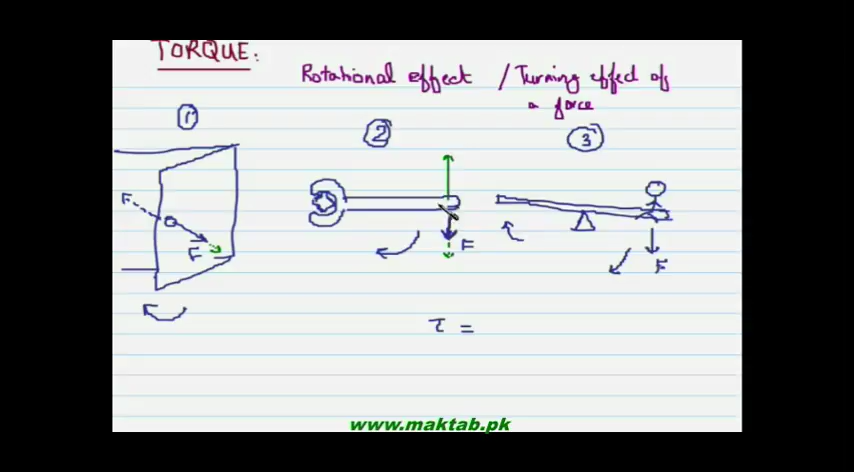 TORQUE:
Rotational effect / Turning effect of
a force
1
2
3
F
F
F
F
τ =
www.maktab.pk